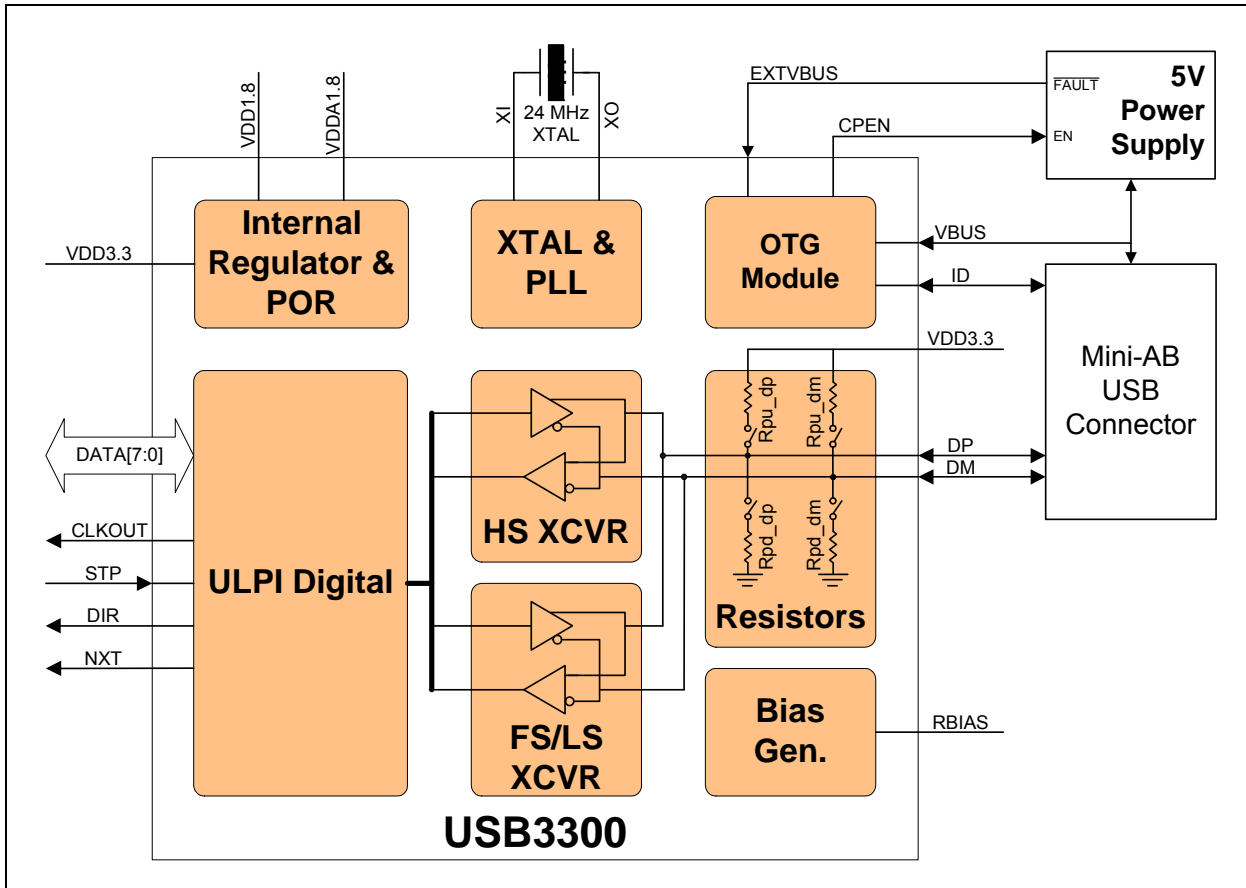 VDD1.8
VDDA1.8
XI
24 MHz
XTAL
XO
EXTVBUS
CPEN
FAULT
EN
5V
Power
Supply
VDD3.3
Internal
Regulator &
POR
XTAL &
PLL
OTG
Module
VBUS
ID
VDD3.3
Mini-AB
USB
Connector
DATA[7:0]
CLKOUT
STP
DIR
NXT
ULPI Digital
HS XCVR
FS/LS
XCVR
Rpu_dp
Rpu_dm
Rpd_dp
Rpd_dm
Resistors
DP
DM
Bias
Gen.
RBIAS
USB3300